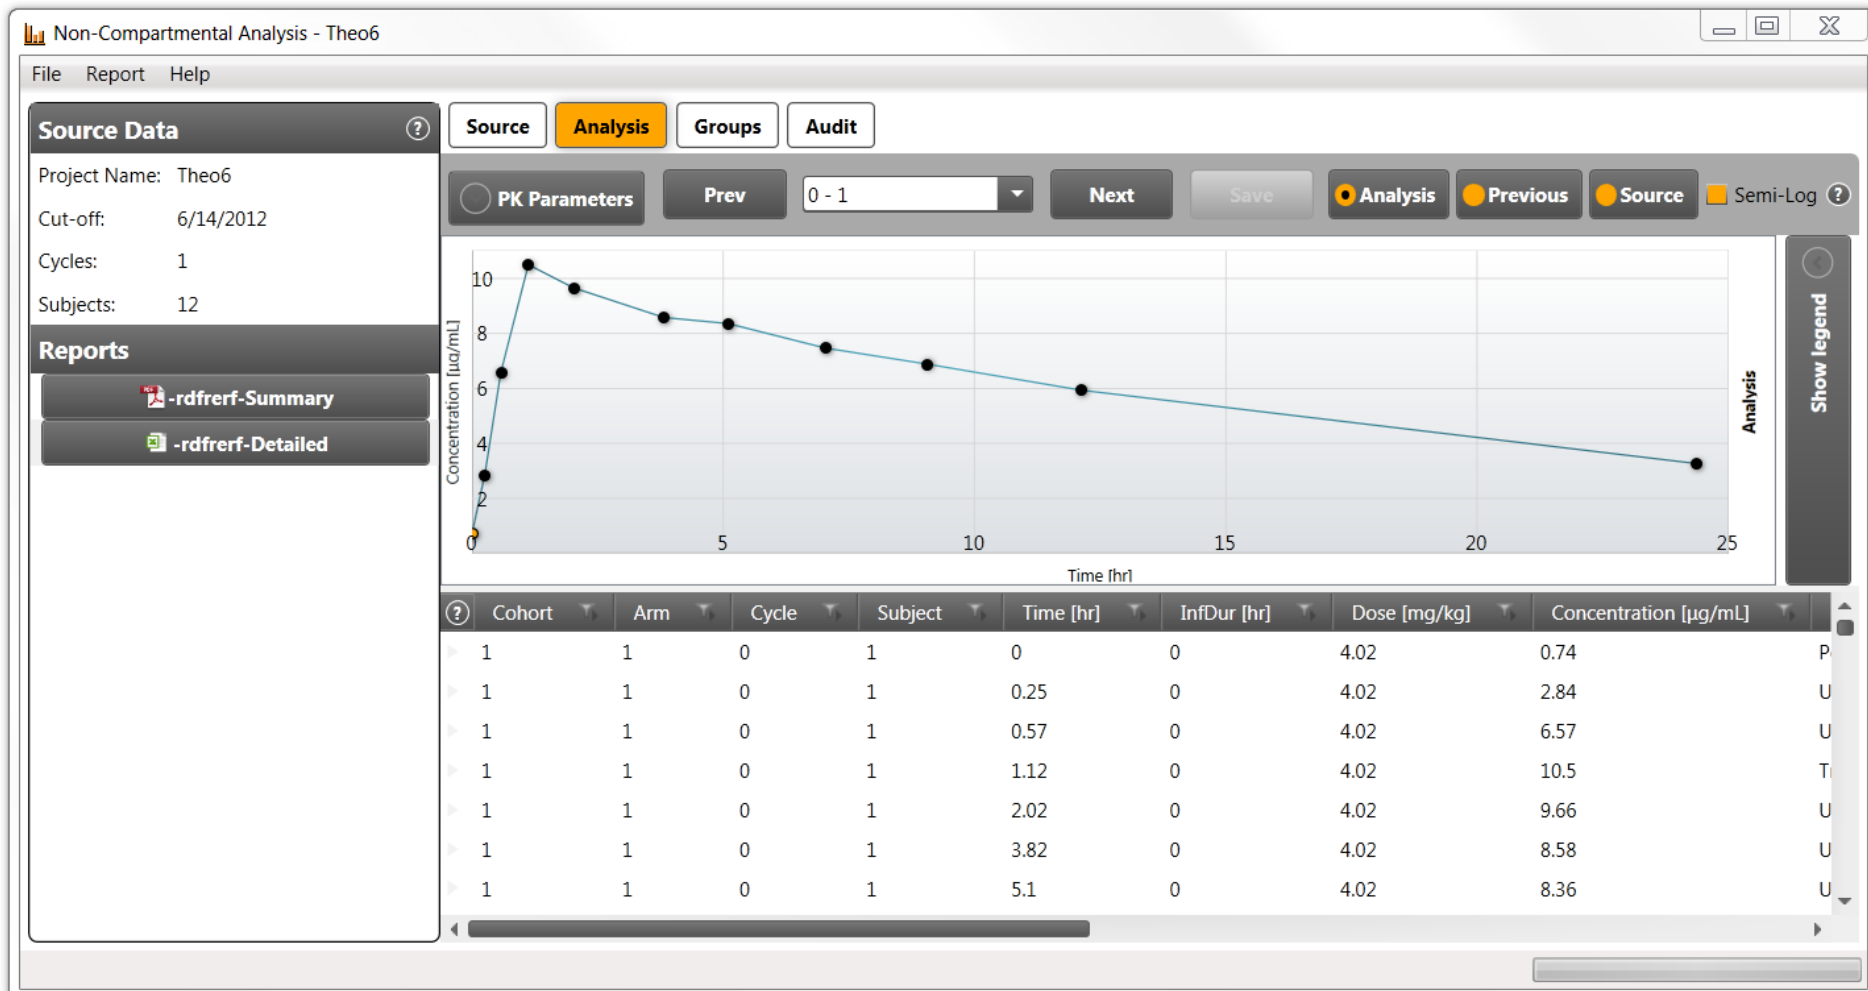 Non-Compartmental Analysis - Theo6
File Report Help
Source Data ?
Project Name: Theo6
Cut-off: 6/14/2012
Cycles: 1
Subjects: 12
Reports
-rdfrerf-Summary
-rdfrerf-Detailed
Source Analysis Groups Audit
PK Parameters Prev 0 - 1 Next Save Analysis Previous Source Semi-Log ?
Concentration [µg/mL]
10
8
6
4
2
0 5 10 15 20 25
Time [hr]
Analysis
Show legend
? Cohort Arm Cycle Subject Time [hr] InfDur [hr] Dose [mg/kg] Concentration [µg/mL]
1 1 0 1 0 0 4.02 0.74 P
1 1 0 1 0.25 0 4.02 2.84 U
1 1 0 1 0.57 0 4.02 6.57 U
1 1 0 1 1.12 0 4.02 10.5 Tr
1 1 0 1 2.02 0 4.02 9.66 U
1 1 0 1 3.82 0 4.02 8.58 U
1 1 0 1 5.1 0 4.02 8.36 U